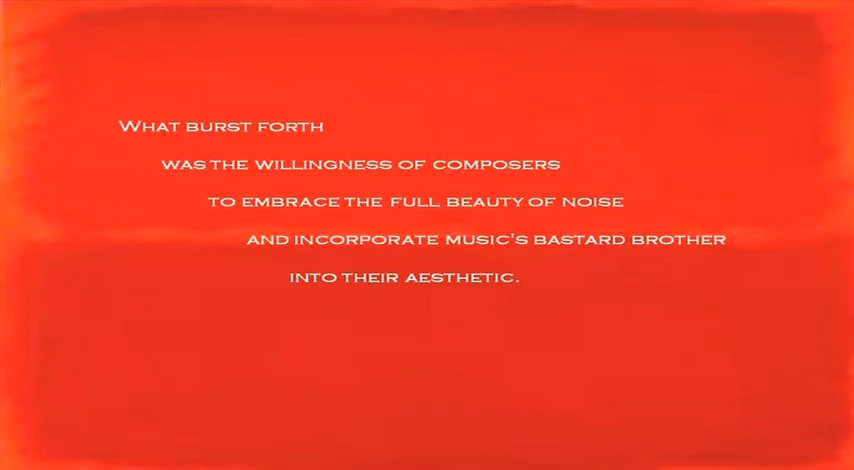 What burst forth
was the willingness of composers
to embrace the full beauty of noise
and incorporate music's bastard brother
into their aesthetic.